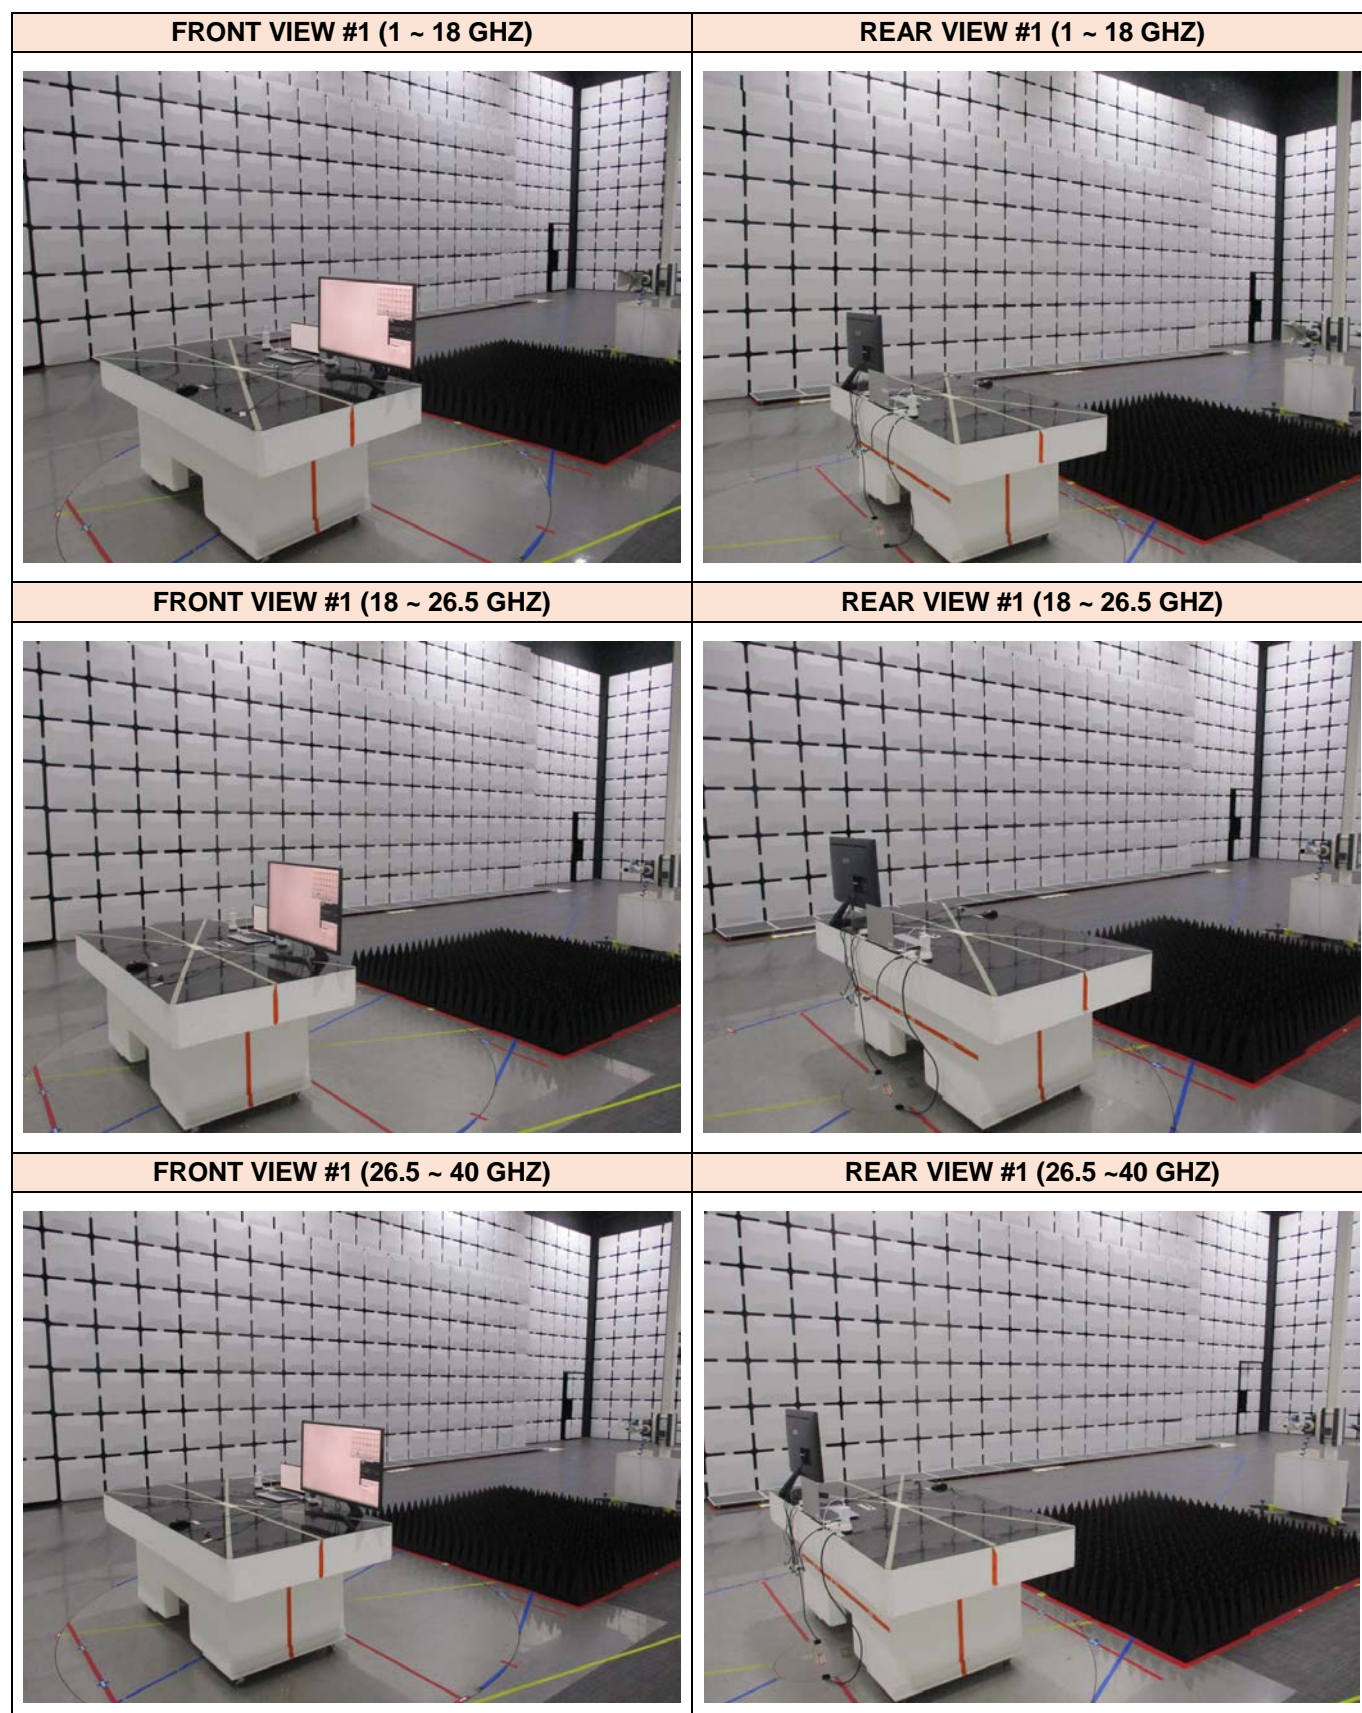 FRONT VIEW #1 (1 ~ 18 GHZ)
REAR VIEW #1 (1 ~ 18 GHZ)
FRONT VIEW #1 (18 ~ 26.5 GHZ)
REAR VIEW #1 (18 ~ 26.5 GHZ)
FRONT VIEW #1 (26.5 ~ 40 GHZ)
REAR VIEW #1 (26.5 ~40 GHZ)